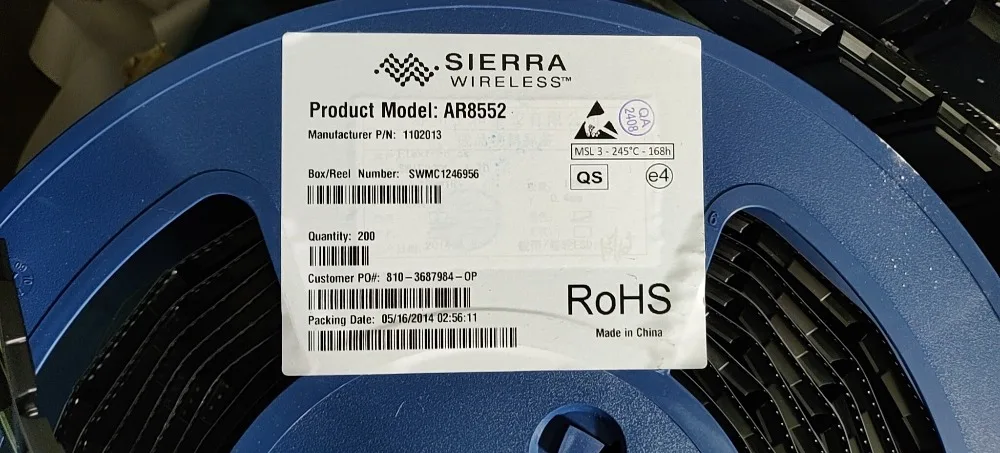 SIERRA
WIRELESS™
Product Model: AR8552
Manufacturer P/N: 1102013
QA
2408
MSL 3 - 245°C - 168h
Box/Reel Number: SWMC1246956
QS
e4
Quantity: 200
Customer PO#: 810-3687984-OP
Packing Date: 05/16/2014 02:56:11
RoHS
Made in China